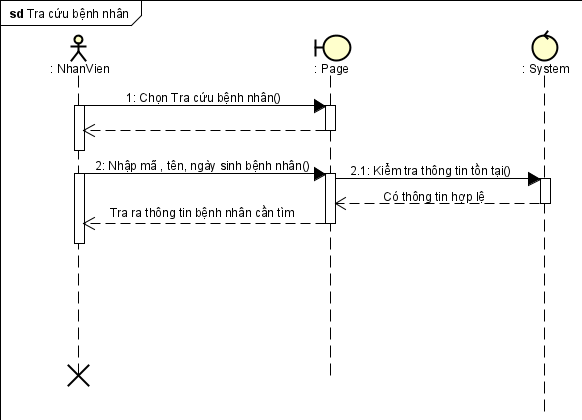 sd Tra cứu bệnh nhân
: NhanVien
: Page
: System
1: Chọn Tra cứu bệnh nhân()
2: Nhập mã , tên, ngày sinh bệnh nhân()
2.1: Kiểm tra thông tin tồn tại()
Có thông tin hợp lệ
Tra ra thông tin bệnh nhân cần tìm